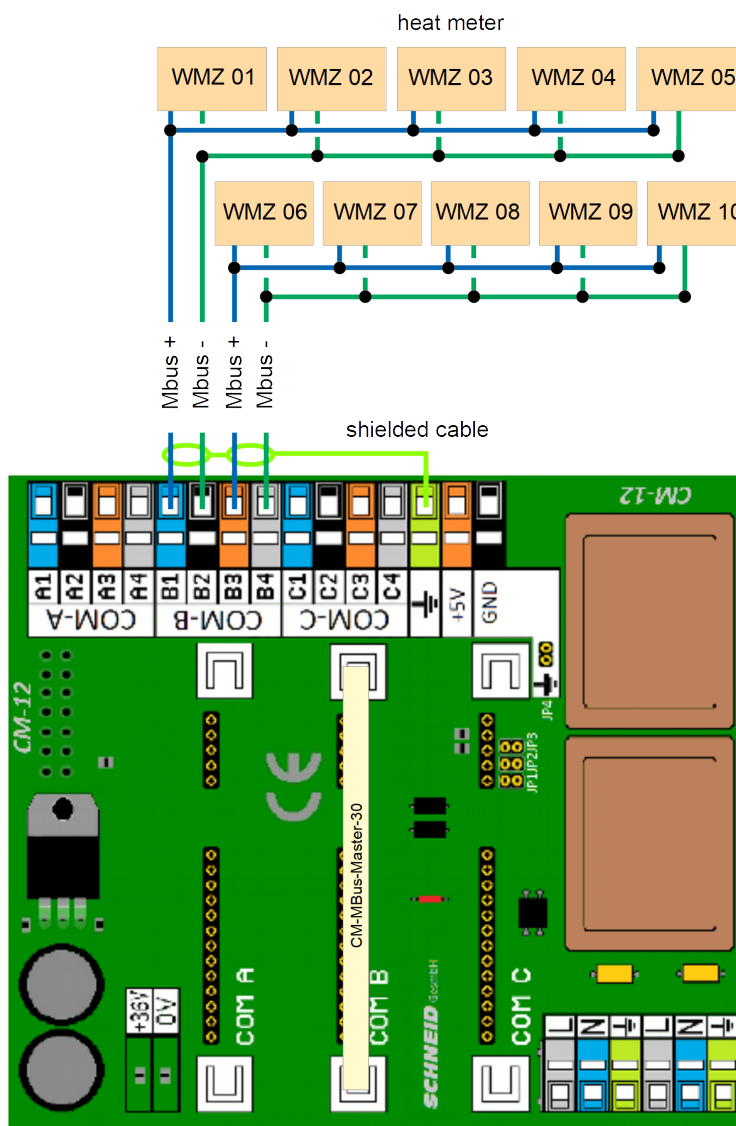 heat meter
WMZ 01
WMZ 02
WMZ 03
WMZ 04
WMZ 05
WMZ 06
WMZ 07
WMZ 08
WMZ 09
WMZ 10
Mbus +
Mbus -
Mbus +
Mbus -
shielded cable
CM-12
A1
A2
A3
A4
B1
B2
B3
B4
C1
C2
C3
C4
COM-A
COM-B
COM-C
+5V
GND
JP4
CM-12
CE
JP1JP2JP3
CM-MBus-Master-30
COM A
COM B
COM C
SCHNEID GesmbH
+36V
0V
L
N
L
N